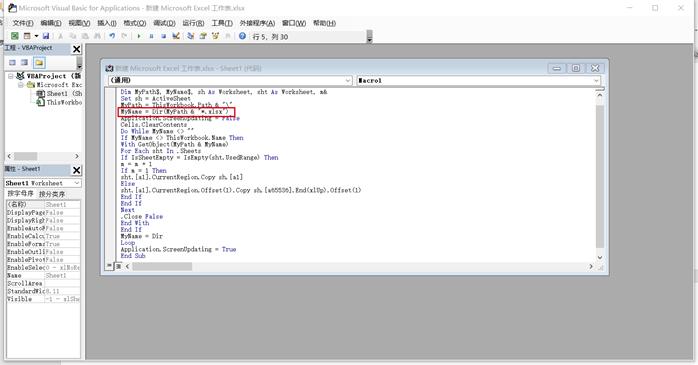 Microsoft Visual Basic for Applications - 新建 Microsoft Excel 工作表.xlsx
文件(F) 编辑(E) 视图(V) 插入(I) 格式(O) 调试(D) 运行(R) 工具(T) 外接程序(A) 窗口(W) 帮助(H)
行 5, 列 30
工程 - VBAProject
VBAProject (新
Microsoft Exc
Sheet1 (She
ThisWorkboo
属性 - Sheet1
Sheet1 Worksheet
按字母序 按分类序
(名称) Sheet1
DisplayPage False
DisplayRigh False
EnableAutoF False
EnableCalcu True
EnableForma True
EnableOutli False
EnablePivot False
EnableSelec 0 - xlNoRe
Name Sheet1
ScrollArea
StandardWid 8.11
Visible -1 - xlShe
新建 Microsoft Excel 工作表.xlsx - Sheet1 (代码)
(通用) Macro1
Dim MyPath$, MyName$, sh As Worksheet, sht As Worksheet, m&
Set sh = ActiveSheet
MyPath = ThisWorkbook.Path & "\"
MyName = Dir(MyPath & "*.xlsx")
Application.ScreenUpdating = False
Cells.ClearContents
Do While MyName <> ""
If MyName <> ThisWorkbook.Name Then
With GetObject(MyPath & MyName)
For Each sht In .Sheets
If IsSheetEmpty = IsEmpty(sht.UsedRange) Then
m = m + 1
If m = 1 Then
sht.[a1].CurrentRegion.Copy sh.[a1]
Else
sht.[a1].CurrentRegion.Offset(1).Copy sh.[a65536].End(xlUp).Offset(1)
End If
End If
Next
.Close False
End With
End If
MyName = Dir
Loop
Application.ScreenUpdating = True
End Sub